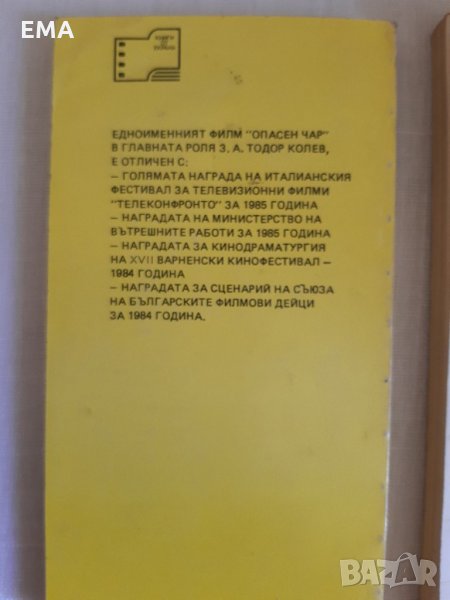 EMA
ЕДНОИМЕННИЯТ ФИЛМ "ОПАСЕН ЧАР"
В ГЛАВНАТА РОЛЯ З. А. ТОДОР КОЛЕВ,
Е ОТЛИЧЕН С:
– ГОЛЯМАТА НАГРАДА НА ИТАЛИАНСКИЯ
ФЕСТИВАЛ ЗА ТЕЛЕВИЗИОННИ ФИЛМИ
"ТЕЛЕКОНФРОНТО" ЗА 1985 ГОДИНА
– НАГРАДАТА НА МИНИСТЕРСТВО НА
ВЪТРЕШНИТЕ РАБОТИ ЗА 1985 ГОДИНА
– НАГРАДАТА ЗА КИНОДРАМАТУРГИЯ
НА XVII ВАРНЕНСКИ КИНОФЕСТИВАЛ –
1984 ГОДИНА
– НАГРАДАТА ЗА СЦЕНАРИЙ НА СЪЮЗА
НА БЪЛГАРСКИТЕ ФИЛМОВИ ДЕЙЦИ
ЗА 1984 ГОДИНА.
bazar.bg